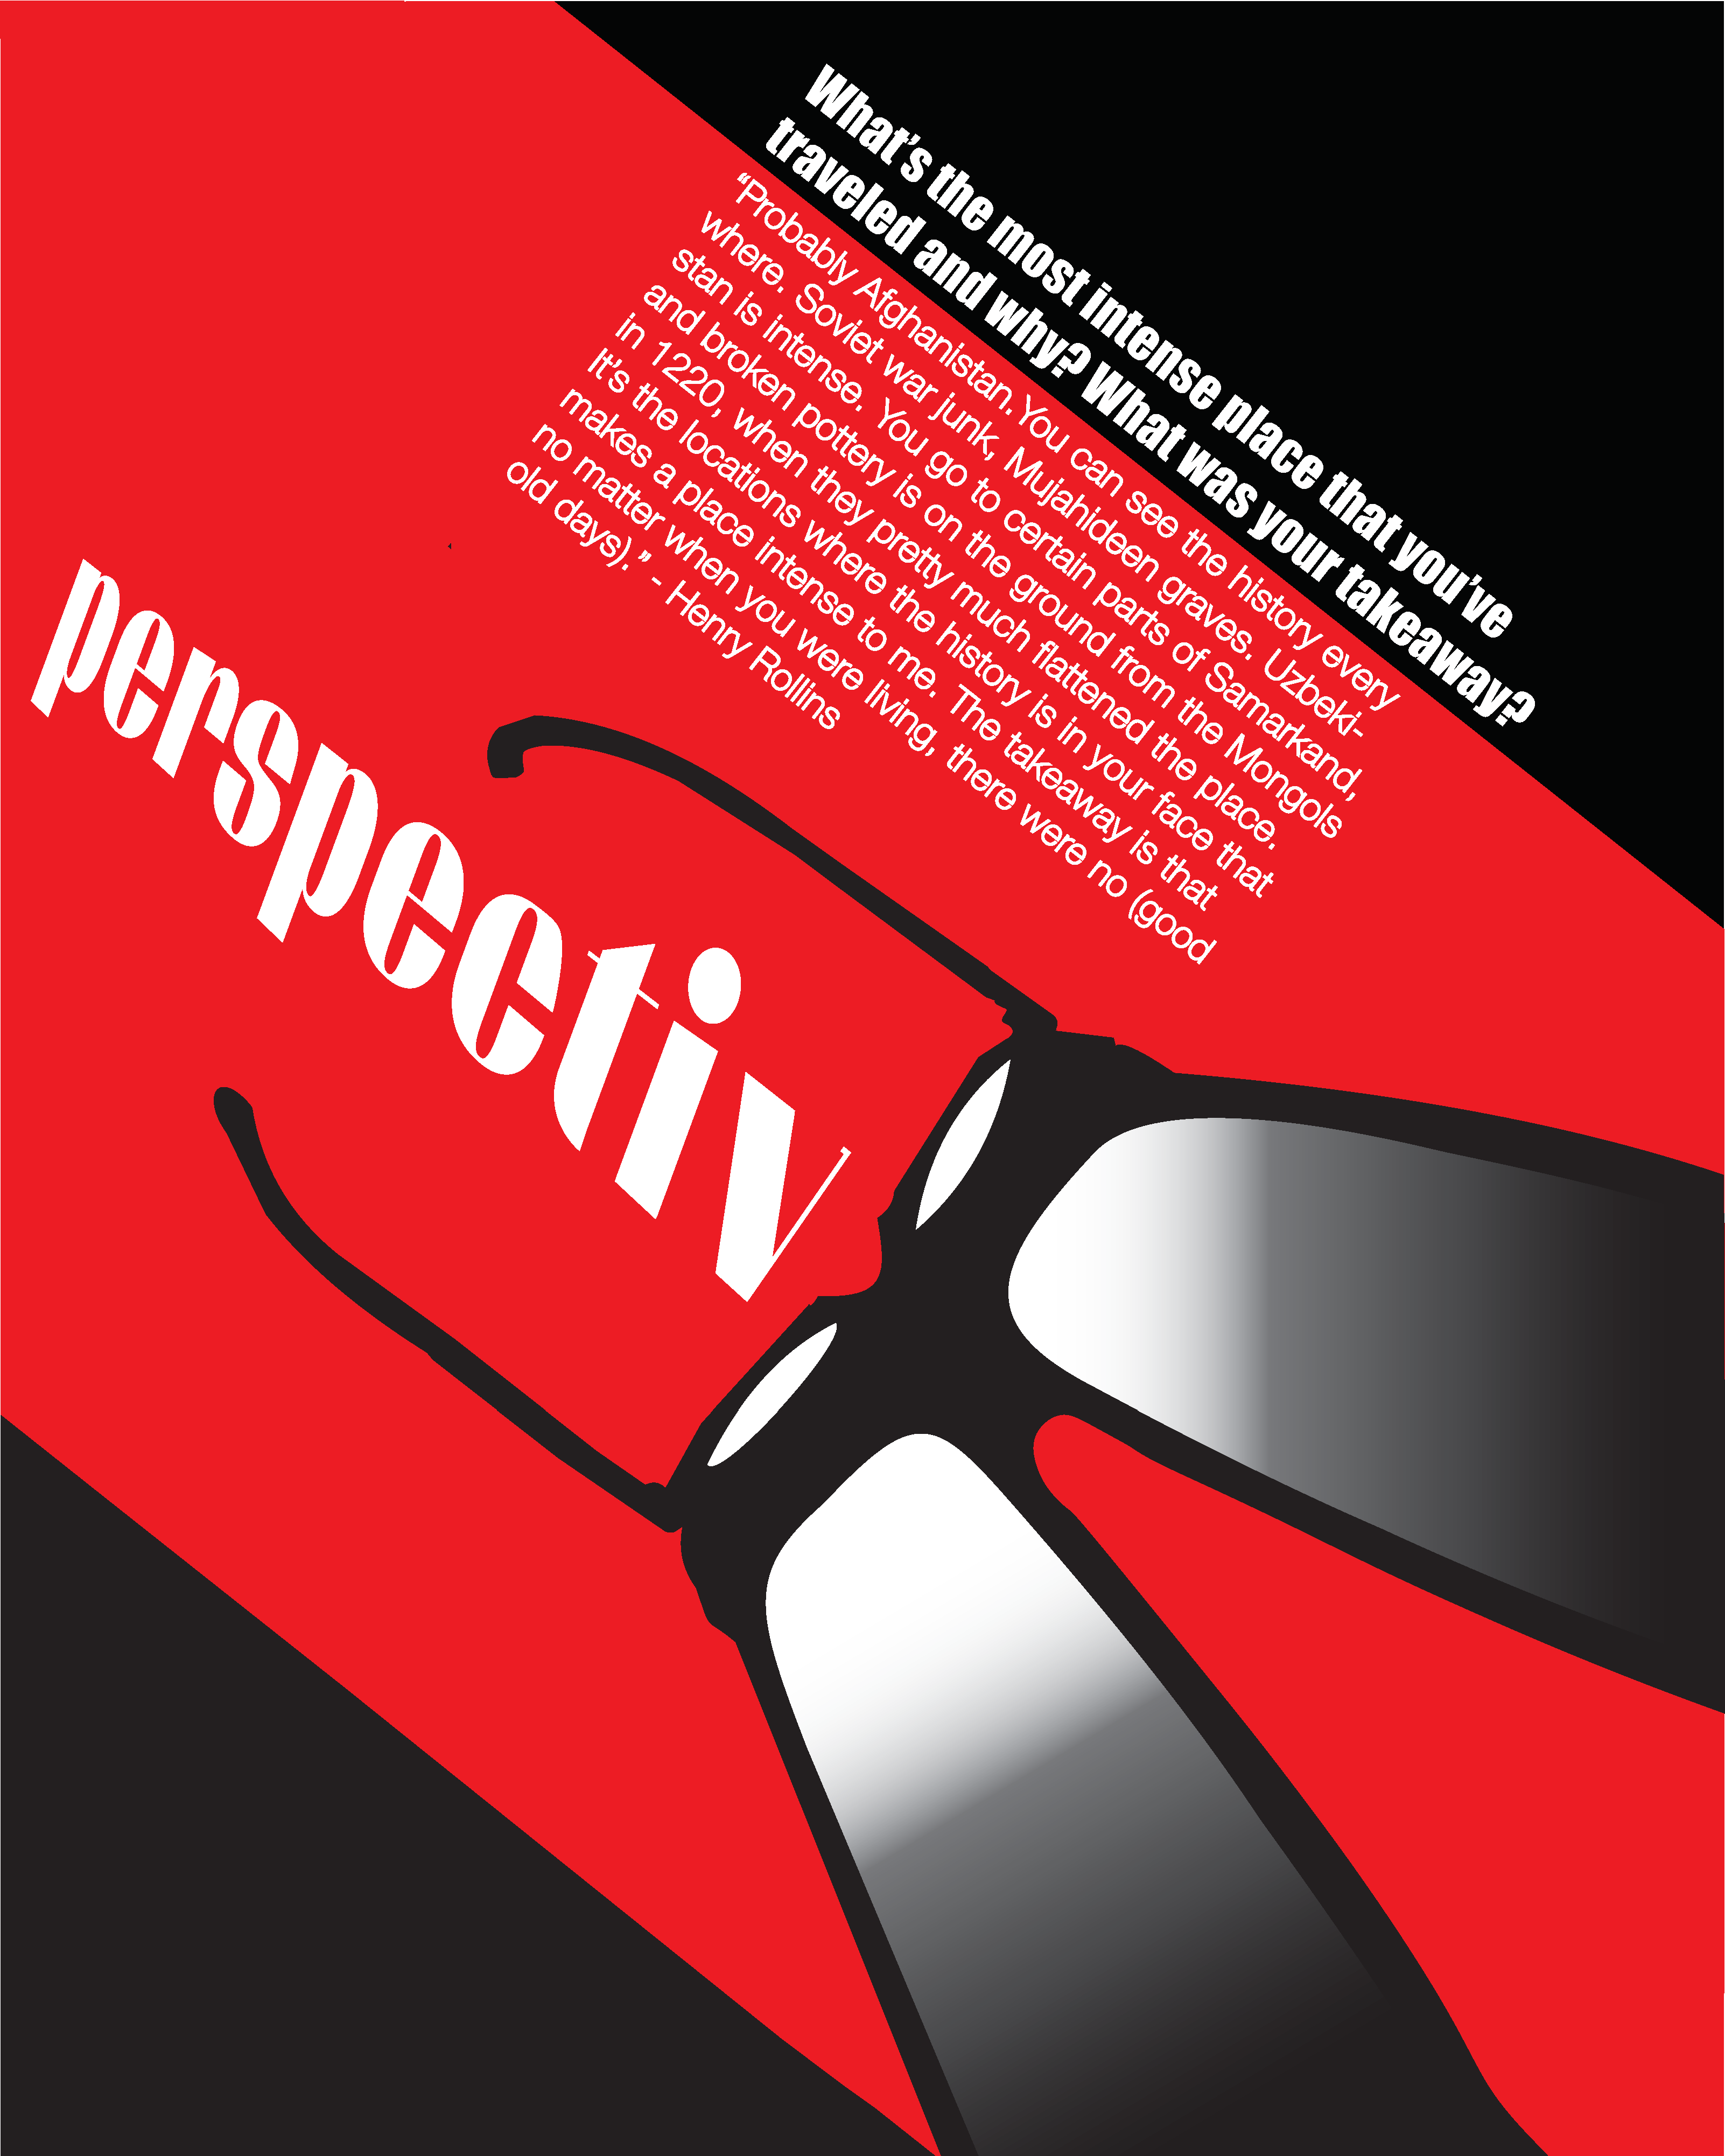 What's the most intense place that you've
traveled and why? What was your takeaway?
“Probably Afghanistan. You can see the history every
where. Soviet war junk, Mujahideen graves. Uzbeki-
stan is intense. You go to certain parts of Samarkand,
and broken pottery is on the ground from the Mongols
in 1220, when they pretty much flattened the place.
It's the locations where the history is in your face that
makes a place intense to me. The takeaway is that
no matter when you were living, there were no (good
old days).” - Henry Rollins
perspectiv